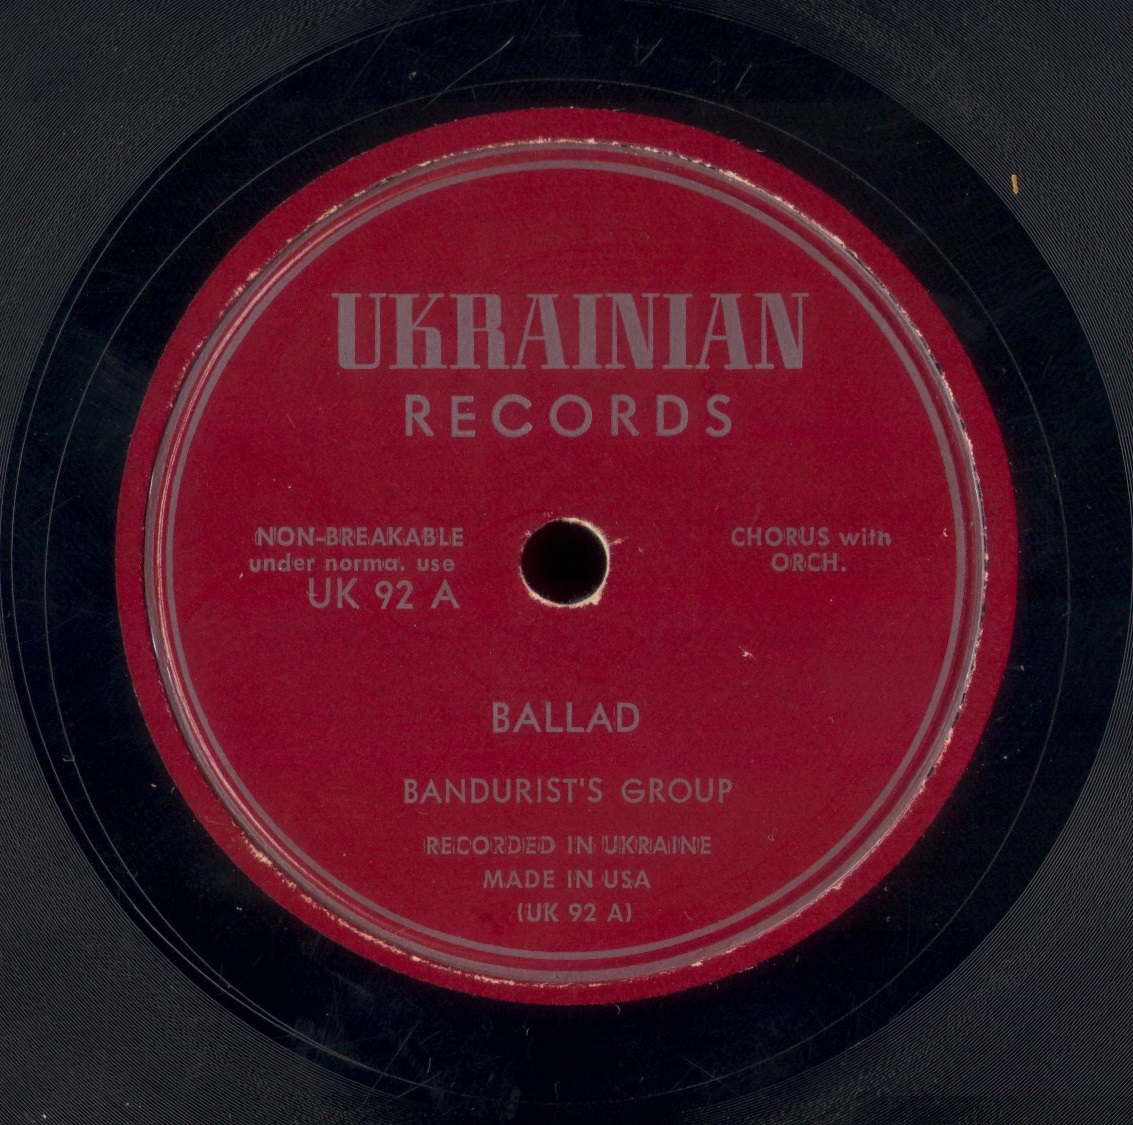 UKRAINIAN
RECORDS
NON-BREAKABLE
under normal use
UK 92 A
CHORUS with
ORCH.
BALLAD
BANDURIST'S GROUP
RECORDED IN UKRAINE
MADE IN USA
(UK 92 A)